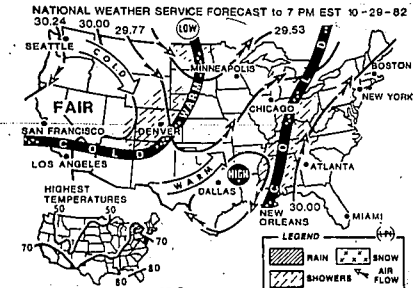 NATIONAL WEATHER SERVICE FORECAST to 7 PM EST 10-29-82
30.24
30.00
29.77
LOW
29.53
SEATTLE
COLD
MINNEAPOLIS
BOSTON
NEW YORK
WARM
COLD
CHICAGO
FAIR
DENVER
SAN FRANCISCO
COLD
LOS ANGELES
WARM
HIGH
DALLAS
ATLANTA
HIGHEST
TEMPERATURES
50
50
NEW
ORLEANS
30.00
MIAMI
70
70
80
80
LEGEND
RAIN
SNOW
SHOWERS
AIR
FLOW